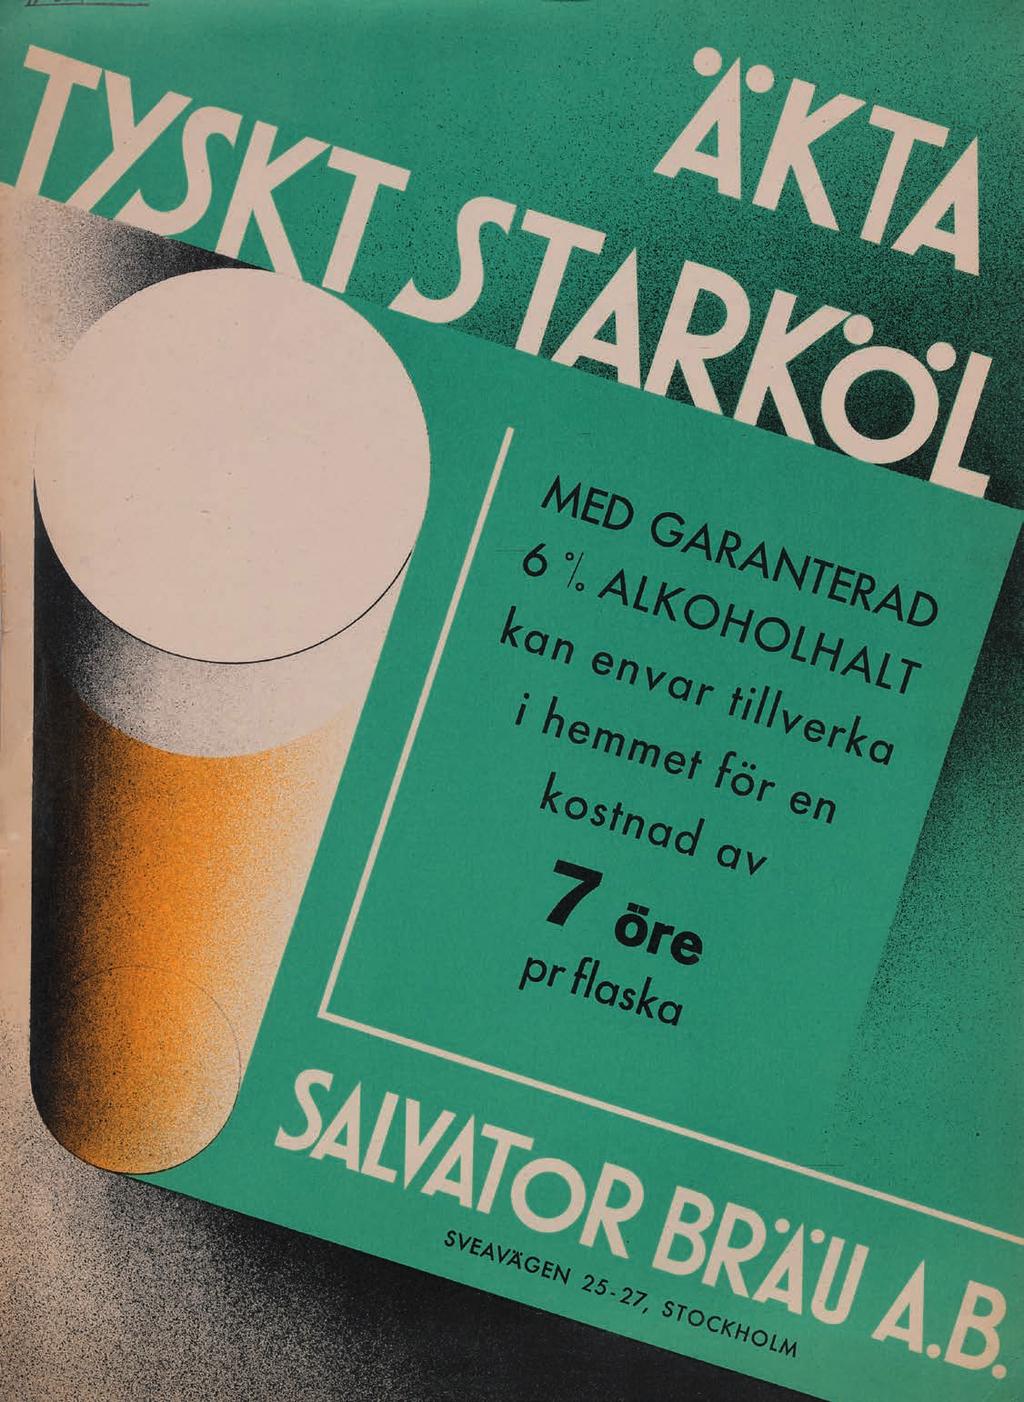 ÄKTA
TYSKT STARKÖL
MED GARANTERAD
6 % ALKOHOLHALT
kan envar tillverka
i hemmet för en
kostnad av
7 öre
pr flaska
SALVATOR BRÄU A.B.
SVEAVÄGEN 25-27, STOCKHOLM